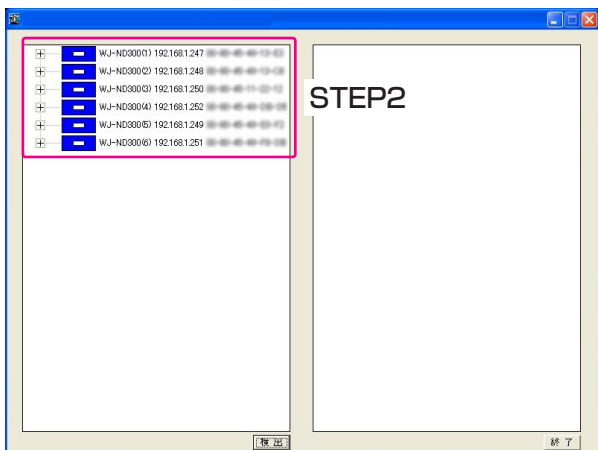 WJ-ND300(1) 192.168.1.247
WJ-ND300(2) 192.168.1.248
WJ-ND300(3) 192.168.1.250
WJ-ND300(4) 192.168.1.252
WJ-ND300(5) 192.168.1.249
WJ-ND300(6) 192.168.1.251
STEP2
検出
終了